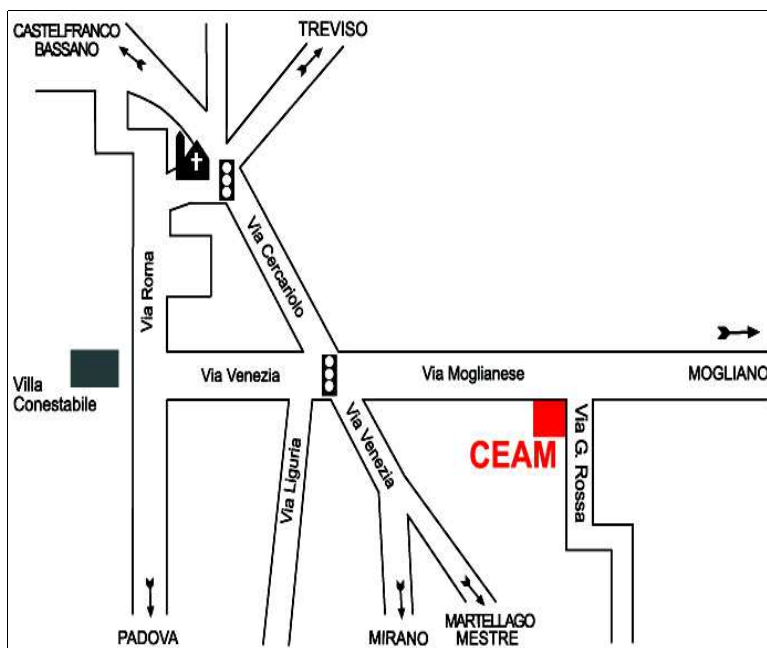 CASTELFRANCO
BASSANO
TREVISO
Via Cercariolo
Via Roma
Villa
Conestabile
Via Venezia
Via Moglianese
MOGLIANO
CEAM
Via G. Rossa
Via Venezia
Via Liguria
PADOVA
MIRANO
MARTELLAGO
MESTRE